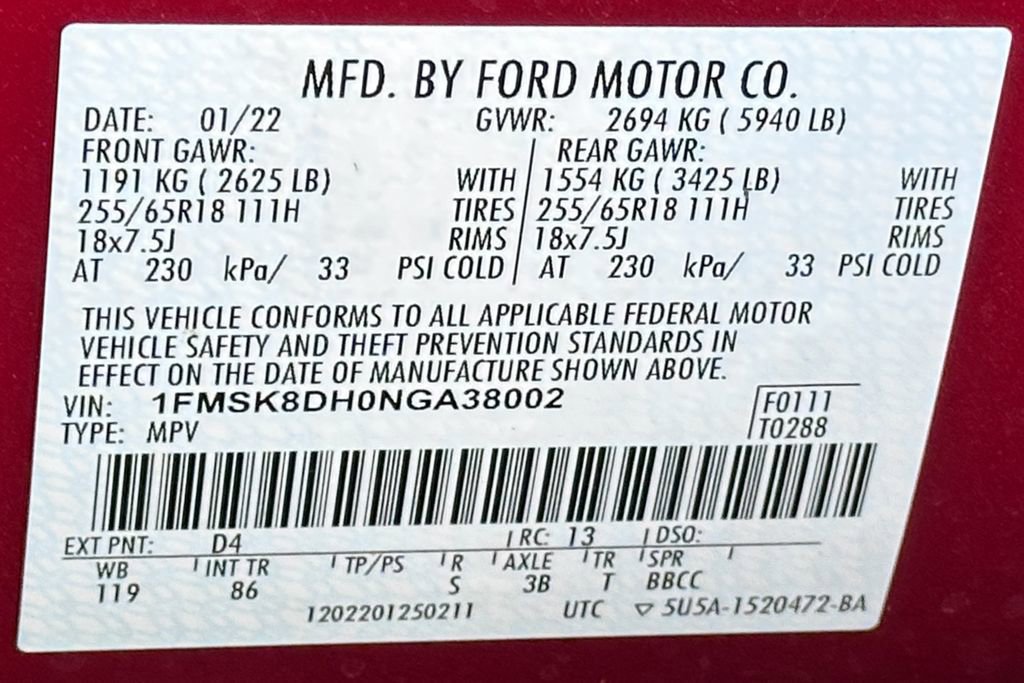 MFD. BY FORD MOTOR CO.
DATE: 01/22 GVWR: 2694 KG ( 5940 LB)
FRONT GAWR: REAR GAWR:
1191 KG ( 2625 LB) WITH 1554 KG ( 3425 LB) WITH
255/65R18 111H TIRES 255/65R18 111H TIRES
18x7.5J RIMS 18x7.5J RIMS
AT 230 kPa/ 33 PSI COLD AT 230 kPa/ 33 PSI COLD
THIS VEHICLE CONFORMS TO ALL APPLICABLE FEDERAL MOTOR
VEHICLE SAFETY AND THEFT PREVENTION STANDARDS IN
EFFECT ON THE DATE OF MANUFACTURE SHOWN ABOVE.
VIN: 1FMSK8DH0NGA38002 F0111
TYPE: MPV T0288
EXT PNT: D4 RC: 13 DSO:
WB INT TR TP/PS R AXLE TR SPR
119 86 S 3B T BBCC
1202201250211 UTC ▽ 5U5A-1520472-BA